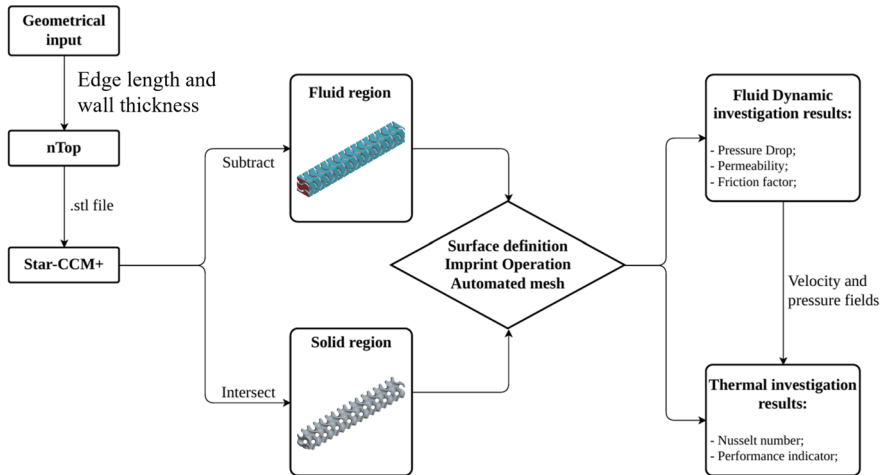 Geometrical
input
Edge length and
wall thickness
nTop
.stl file
Star-CCM+
Subtract
Intersect
Fluid region
Solid region
Surface definition
Imprint Operation
Automated mesh
Fluid Dynamic
investigation results:
- Pressure Drop;
- Permeability;
- Friction factor;
Velocity and
pressure fields
Thermal investigation
results:
- Nusselt number;
- Performance indicator;